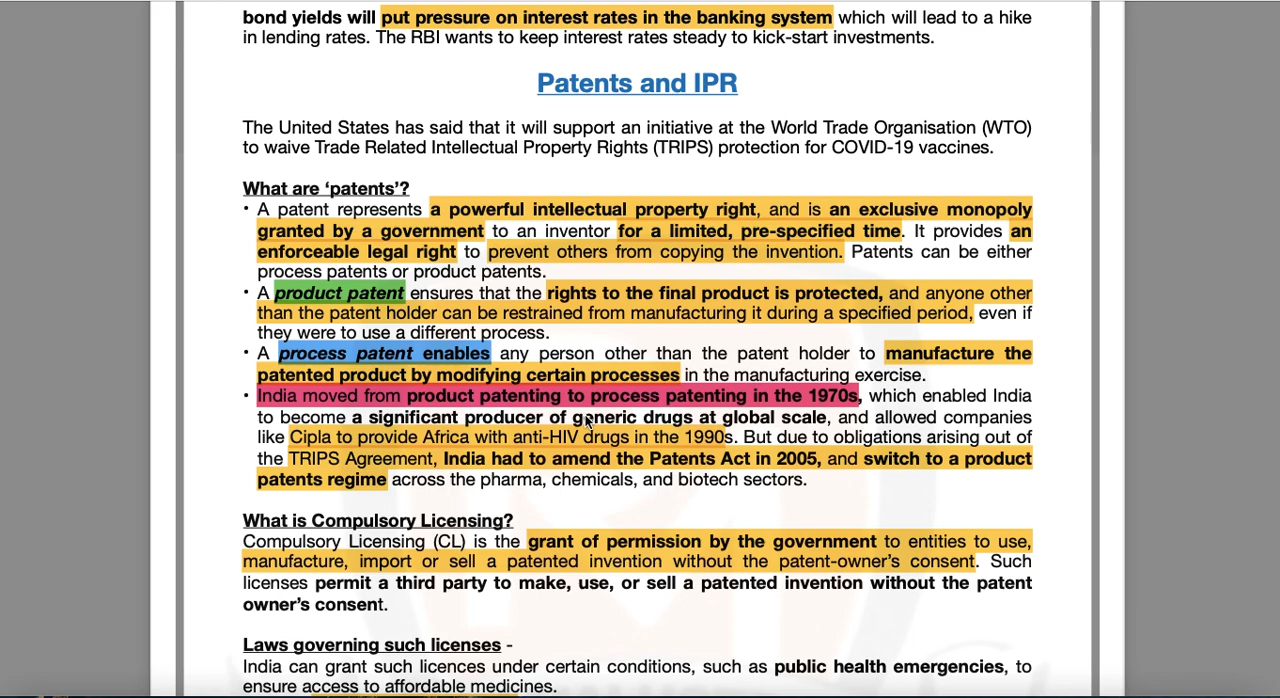 bond yields will put pressure on interest rates in the banking system which will lead to a hike
in lending rates. The RBI wants to keep interest rates steady to kick-start investments.
Patents and IPR
The United States has said that it will support an initiative at the World Trade Organisation (WTO)
to waive Trade Related Intellectual Property Rights (TRIPS) protection for COVID-19 vaccines.
What are ‘patents’?
• A patent represents a powerful intellectual property right, and is an exclusive monopoly
granted by a government to an inventor for a limited, pre-specified time. It provides an
enforceable legal right to prevent others from copying the invention. Patents can be either
process patents or product patents.
• A product patent ensures that the rights to the final product is protected, and anyone other
than the patent holder can be restrained from manufacturing it during a specified period, even if
they were to use a different process.
• A process patent enables any person other than the patent holder to manufacture the
patented product by modifying certain processes in the manufacturing exercise.
• India moved from product patenting to process patenting in the 1970s, which enabled India
to become a significant producer of generic drugs at global scale, and allowed companies
like Cipla to provide Africa with anti-HIV drugs in the 1990s. But due to obligations arising out of
the TRIPS Agreement, India had to amend the Patents Act in 2005, and switch to a product
patents regime across the pharma, chemicals, and biotech sectors.
What is Compulsory Licensing?
Compulsory Licensing (CL) is the grant of permission by the government to entities to use,
manufacture, import or sell a patented invention without the patent-owner’s consent. Such
licenses permit a third party to make, use, or sell a patented invention without the patent
owner’s consent.
Laws governing such licenses -
India can grant such licences under certain conditions, such as public health emergencies, to
ensure access to affordable medicines.